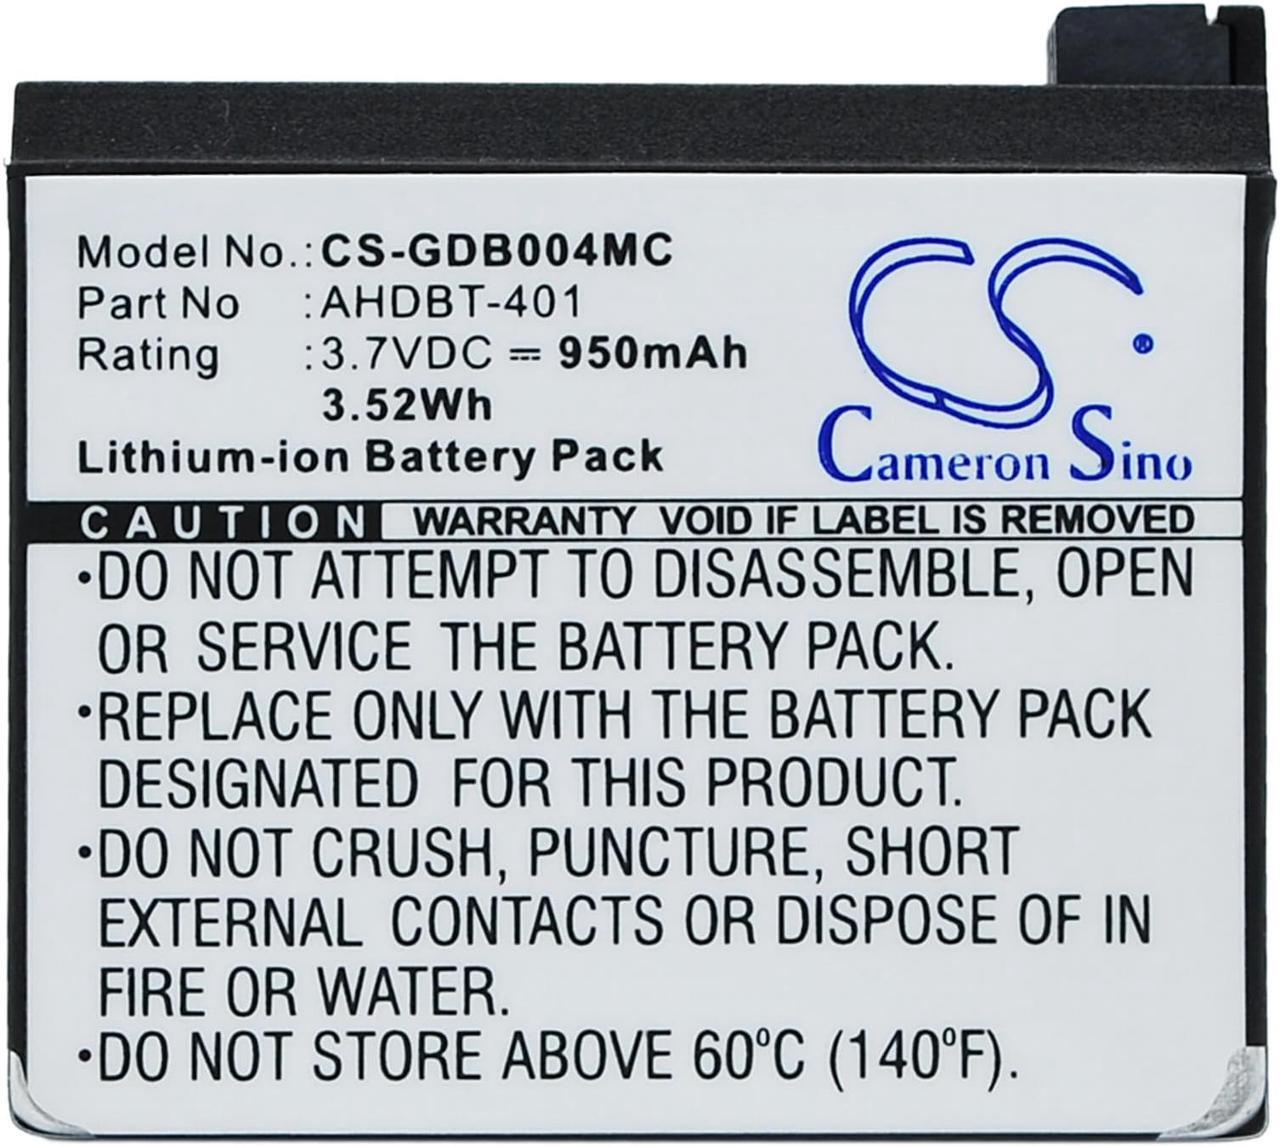 Model No.: CS-GDB004MC
Part No : AHDBT-401
Rating : 3.7VDC ⎓ 950mAh
3.52Wh
Lithium-ion Battery Pack
CS®
Cameron Sino
CAUTION WARRANTY VOID IF LABEL IS REMOVED
•DO NOT ATTEMPT TO DISASSEMBLE, OPEN
OR SERVICE THE BATTERY PACK.
•REPLACE ONLY WITH THE BATTERY PACK
DESIGNATED FOR THIS PRODUCT.
•DO NOT CRUSH, PUNCTURE, SHORT
EXTERNAL CONTACTS OR DISPOSE OF IN
FIRE OR WATER.
•DO NOT STORE ABOVE 60°C (140°F).